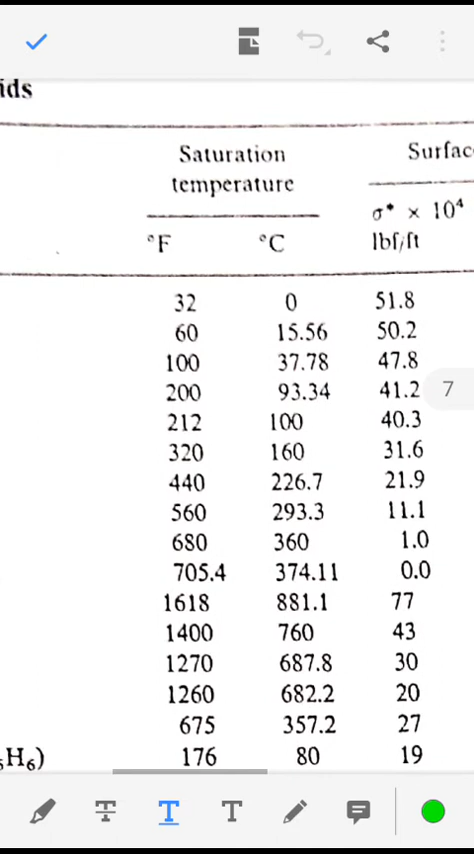 ids
Saturation temperature
Surfac
σ* × 10⁴
°F °C lbf/ft
32 0 51.8
60 15.56 50.2
100 37.78 47.8
200 93.34 41.2 7
212 100 40.3
320 160 31.6
440 226.7 21.9
560 293.3 11.1
680 360 1.0
705.4 374.11 0.0
1618 881.1 77
1400 760 43
1270 687.8 30
1260 682.2 20
675 357.2 27
H₆) 176 80 19
T T T